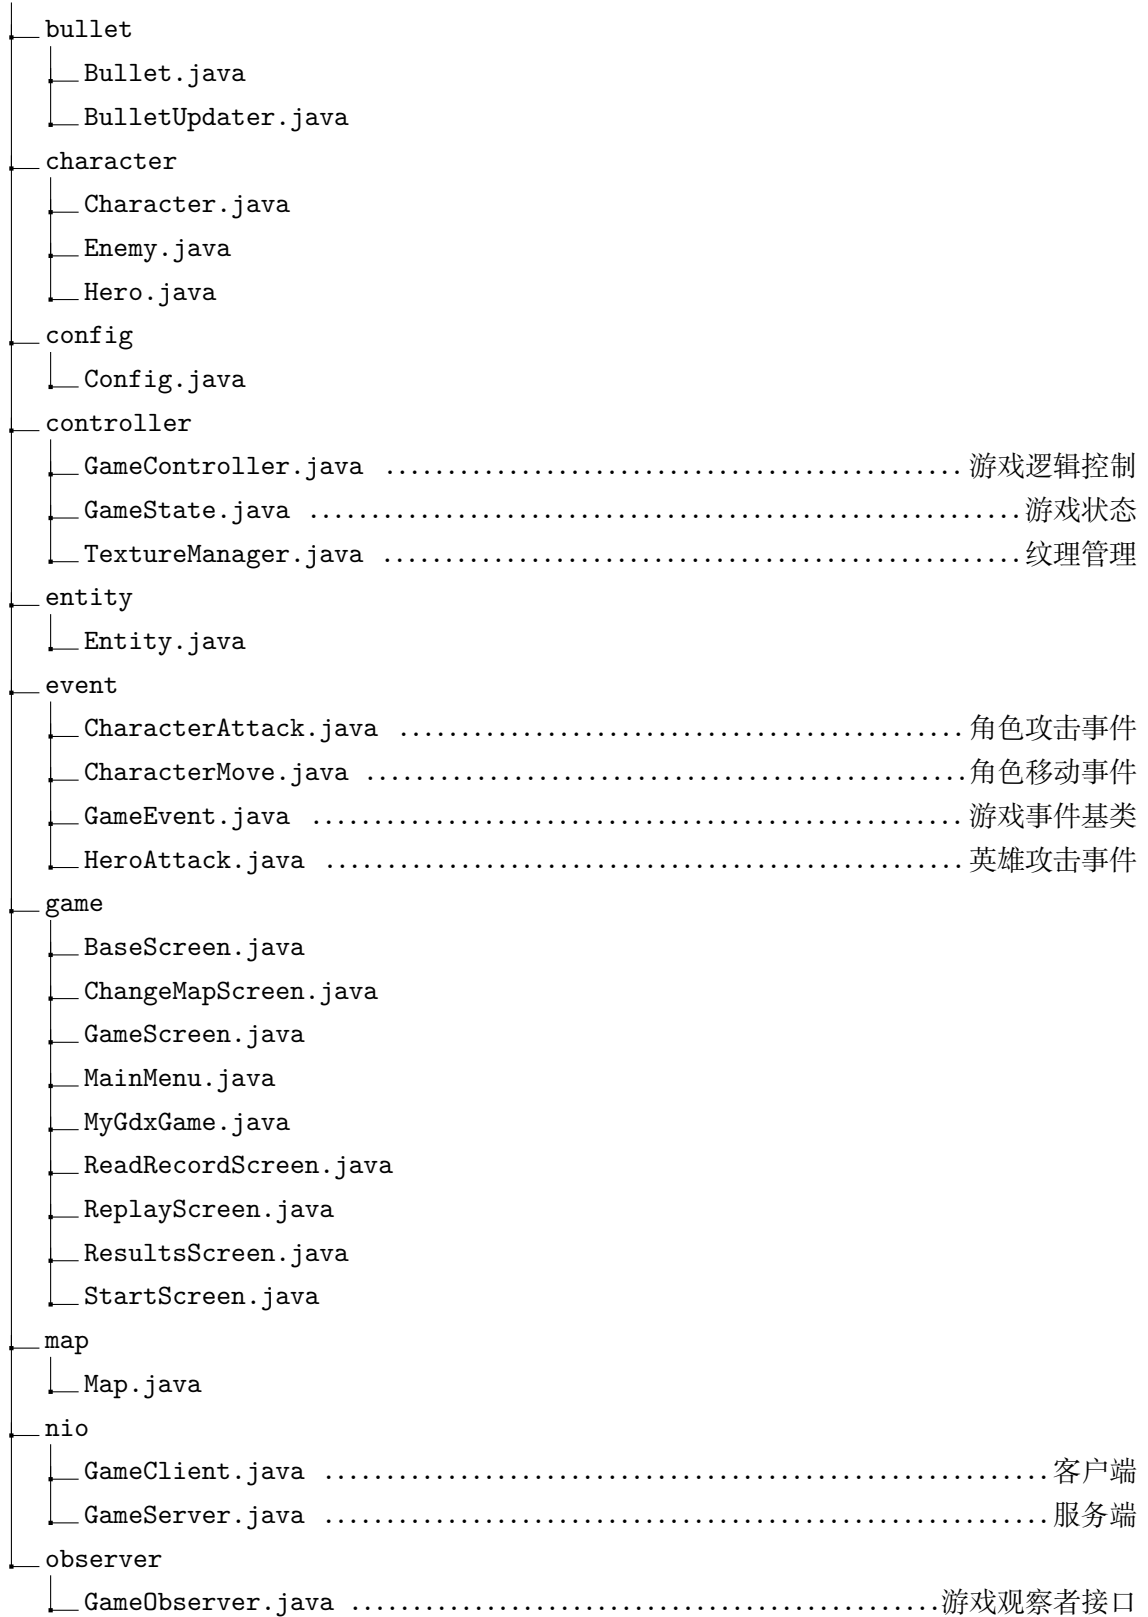 bullet
Bullet.java
BulletUpdater.java
character
Character.java
Enemy.java
Hero.java
config
Config.java
controller
GameController.java ................................................ 游戏逻辑控制
GameState.java ........................................................... 游戏状态
TextureManager.java ..................................................... 纹理管理
entity
Entity.java
event
CharacterAttack.java ............................................... 角色攻击事件
CharacterMove.java .................................................. 角色移动事件
GameEvent.java ...................................................... 游戏事件基类
HeroAttack.java ..................................................... 英雄攻击事件
game
BaseScreen.java
ChangeMapScreen.java
GameScreen.java
MainMenu.java
MyGdxGame.java
ReadRecordScreen.java
ReplayScreen.java
ResultsScreen.java
StartScreen.java
map
Map.java
nio
GameClient.java ............................................................ 客户端
GameServer.java ............................................................ 服务端
observer
GameObserver.java ................................................. 游戏观察者接口